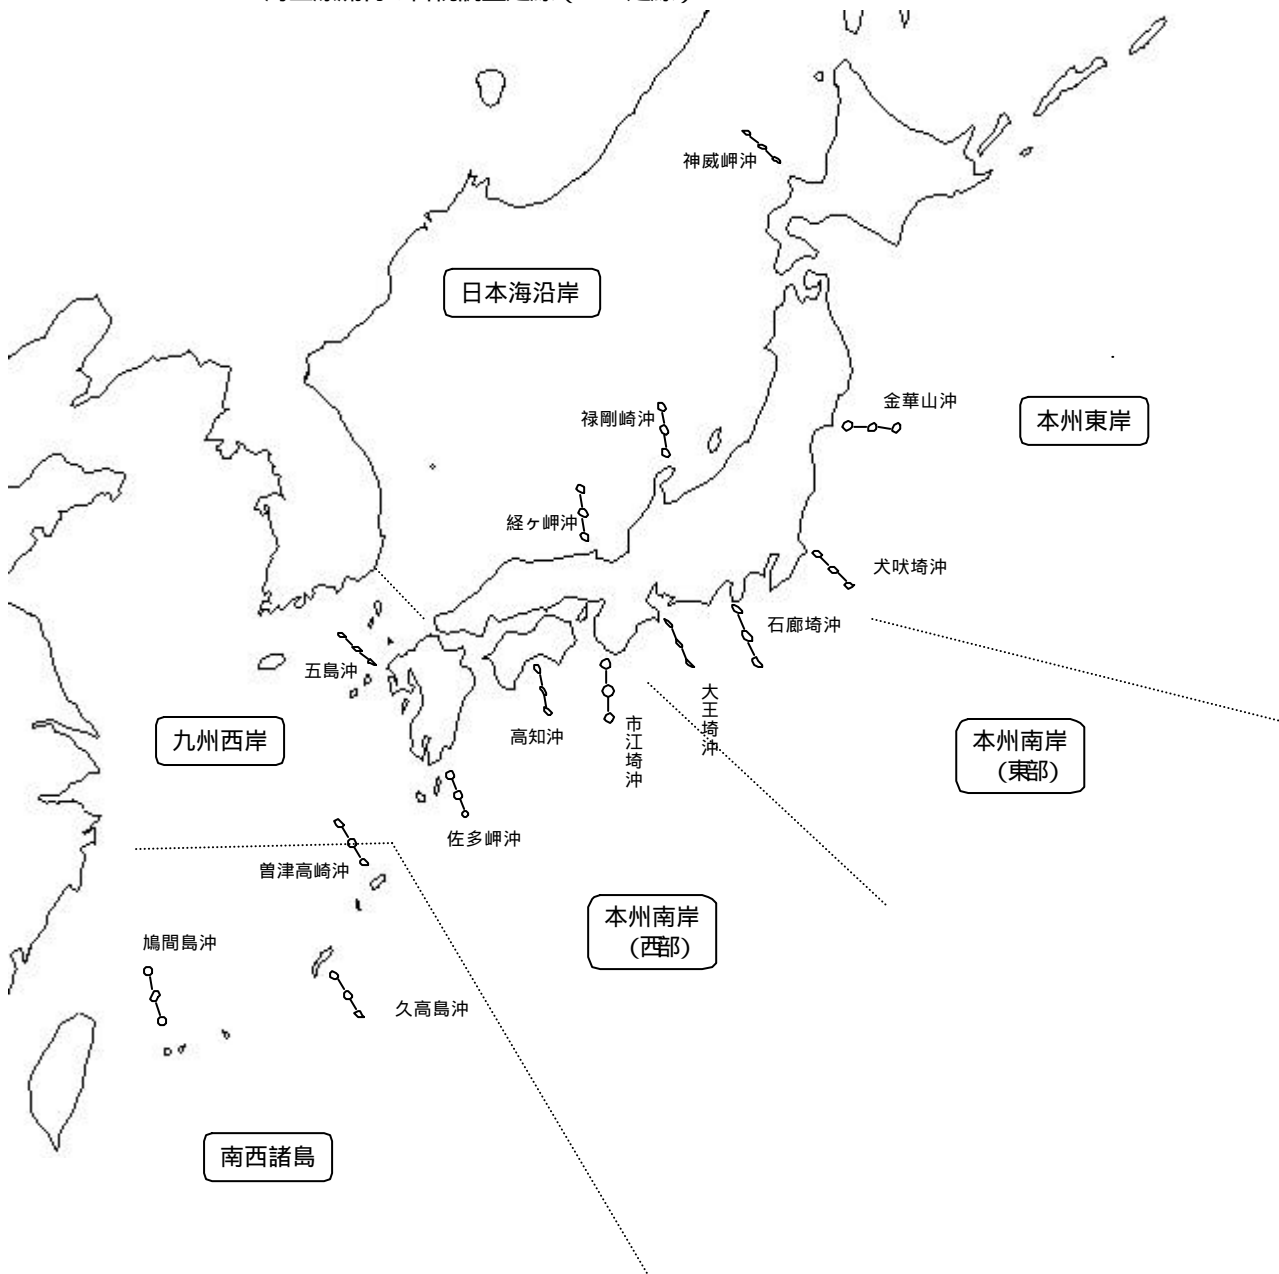 神威岬沖
日本海沿岸
禄剛崎沖
金華山沖
本州東岸
経ヶ岬沖
犬吠埼沖
石廊埼沖
五島沖
大王埼沖
九州西岸
高知沖
市江埼沖
本州南岸
(東部)
佐多岬沖
曽津高崎沖
本州南岸
(西部)
鳩間島沖
久高島沖
南西諸島